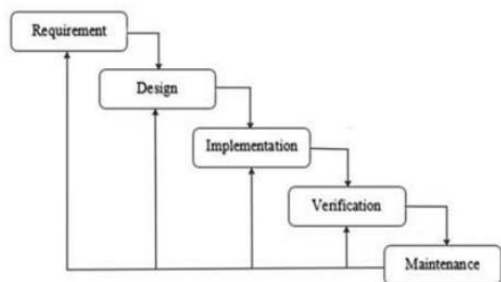 Requirement
Design
Implementation
Verification
Maintenance